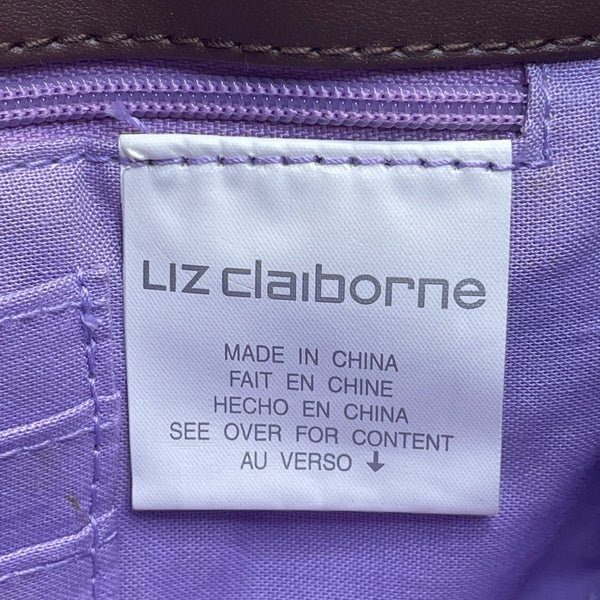 Liz claiborne
MADE IN CHINA
FAIT EN CHINE
HECHO EN CHINA
SEE OVER FOR CONTENT
AU VERSO ↓